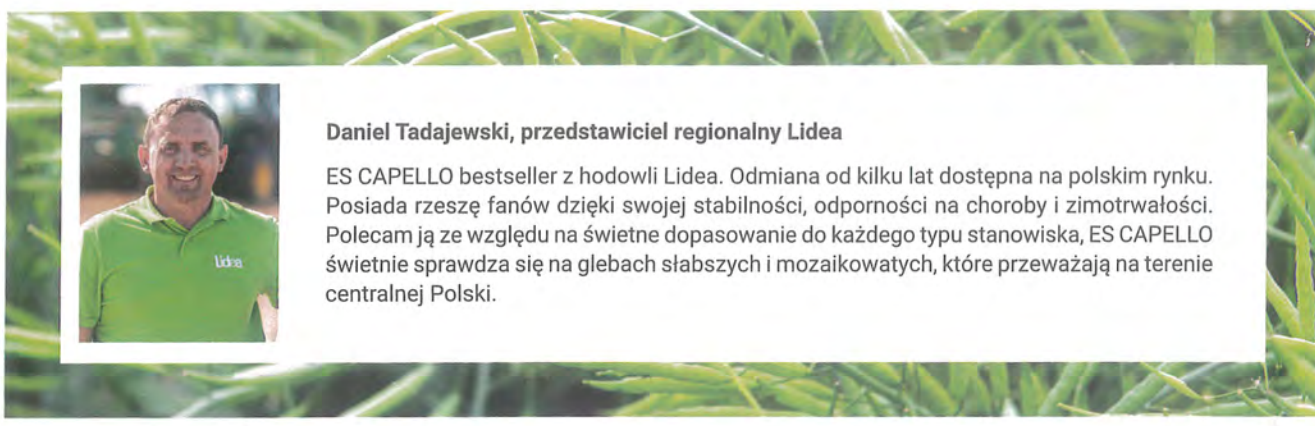 Daniel Tadajewski, przedstawiciel regionalny Lidea
ES CAPELLO bestseller z hodowli Lidea. Odmiana od kilku lat dostępna na polskim rynku.
Posiada rzeszę fanów dzięki swojej stabilności, odporności na choroby i zimotrwałości.
Polecam ją ze względu na świetne dopasowanie do każdego typu stanowiska, ES CAPELLO
świetnie sprawdza się na glebach słabszych i mozaikowatych, które przeważają na terenie
centralnej Polski.
lidea